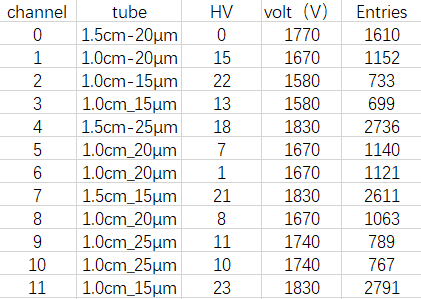 channel tube HV volt（V） Entries
0 1.5cm-20μm 0 1770 1610
1 1.0cm-20μm 15 1670 1152
2 1.0cm-15μm 22 1580 733
3 1.0cm_15μm 13 1580 699
4 1.5cm-25μm 18 1830 2736
5 1.0cm_20μm 7 1670 1140
6 1.0cm_20μm 1 1670 1121
7 1.5cm_15μm 21 1830 2611
8 1.0cm_20μm 8 1670 1063
9 1.0cm_25μm 11 1740 789
10 1.0cm_25μm 10 1740 767
11 1.0cm_15μm 23 1830 2791